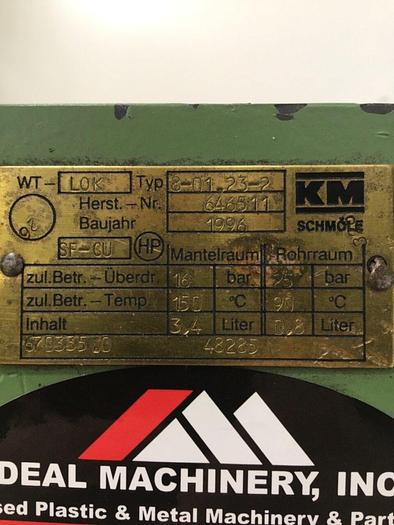 WT- LOK Typ 8-01.23-2
Herst.-Nr. 646511
Baujahr 1996
KM
SCHMÖLE
SF-CU HP Mantelraum Rohrraum
zul.Betr.-Überdr. 16 bar 25 bar
zul.Betr.-Temp. 150 °C 90 °C
Inhalt 3,4 Liter 0,8 Liter
48285
DEAL MACHINERY, INC
sed Plastic & Metal Machinery & Part